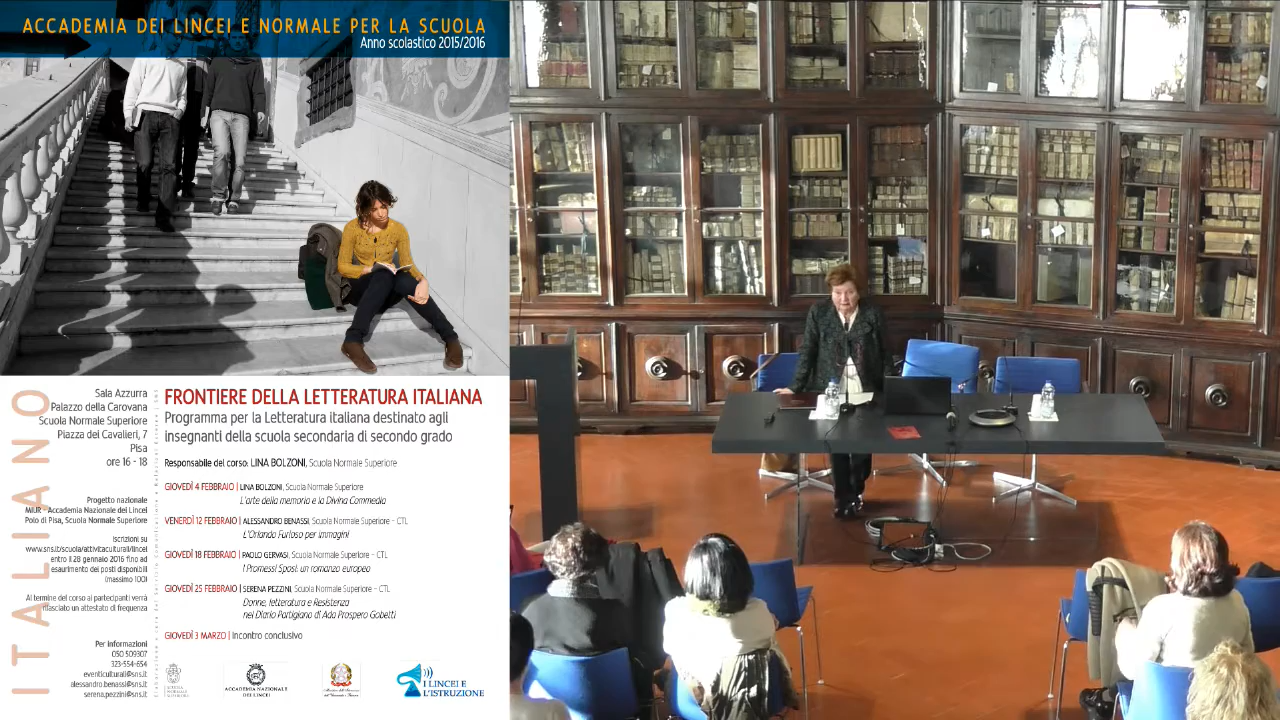 ACCADEMIA DEI LINCEI E NORMALE PER LA SCUOLA
Anno scolastico 2015/2016
ITALIANO
Sala Azzurra
Palazzo della Carovana
Scuola Normale Superiore
Piazza dei Cavalieri, 7
Pisa
ore 16 - 18
Progetto nazionale
MIUR - Accademia Nazionale dei Lincei
Polo di Pisa, Scuola Normale Superiore
Iscrizioni su
www.sns.it/scuola/attivitaculturali/lincei
entro il 28 gennaio 2016 fino ad
esaurimento dei posti disponibili
(massimo 100)
Al termine del corso ai partecipanti verrà
rilasciato un attestato di frequenza
Per informazioni
050 509307
323-554-654
eventiculturali@sns.it
alessandro.benassi@sns.it
serena.pezzini@sns.it
FRONTIERE DELLA LETTERATURA ITALIANA
Programma per la Letteratura italiana destinato agli
insegnanti della scuola secondaria di secondo grado
Responsabile del corso: LINA BOLZONI, Scuola Normale Superiore
GIOVEDÌ 4 FEBBRAIO | LINA BOLZONI, Scuola Normale Superiore
L'arte della memoria e la Divina Commedia
VENERDÌ 12 FEBBRAIO | ALESSANDRO BENASSI, Scuola Normale Superiore – CTL
L'Orlando Furioso per immagini
GIOVEDÌ 18 FEBBRAIO | PAOLO GERVASI, Scuola Normale Superiore – CTL
I Promessi Sposi: un romanzo europeo
GIOVEDÌ 25 FEBBRAIO | SERENA PEZZINI, Scuola Normale Superiore – CTL
Donne, letteratura e Resistenza
nel Diario Partigiano di Ada Prospero Gobetti
GIOVEDÌ 3 MARZO | Incontro conclusivo
SCUOLA
NORMALE
SUPERIORE
ACCADEMIA NAZIONALE
DEI LINCEI
I LINCEI E
L'ISTRUZIONE